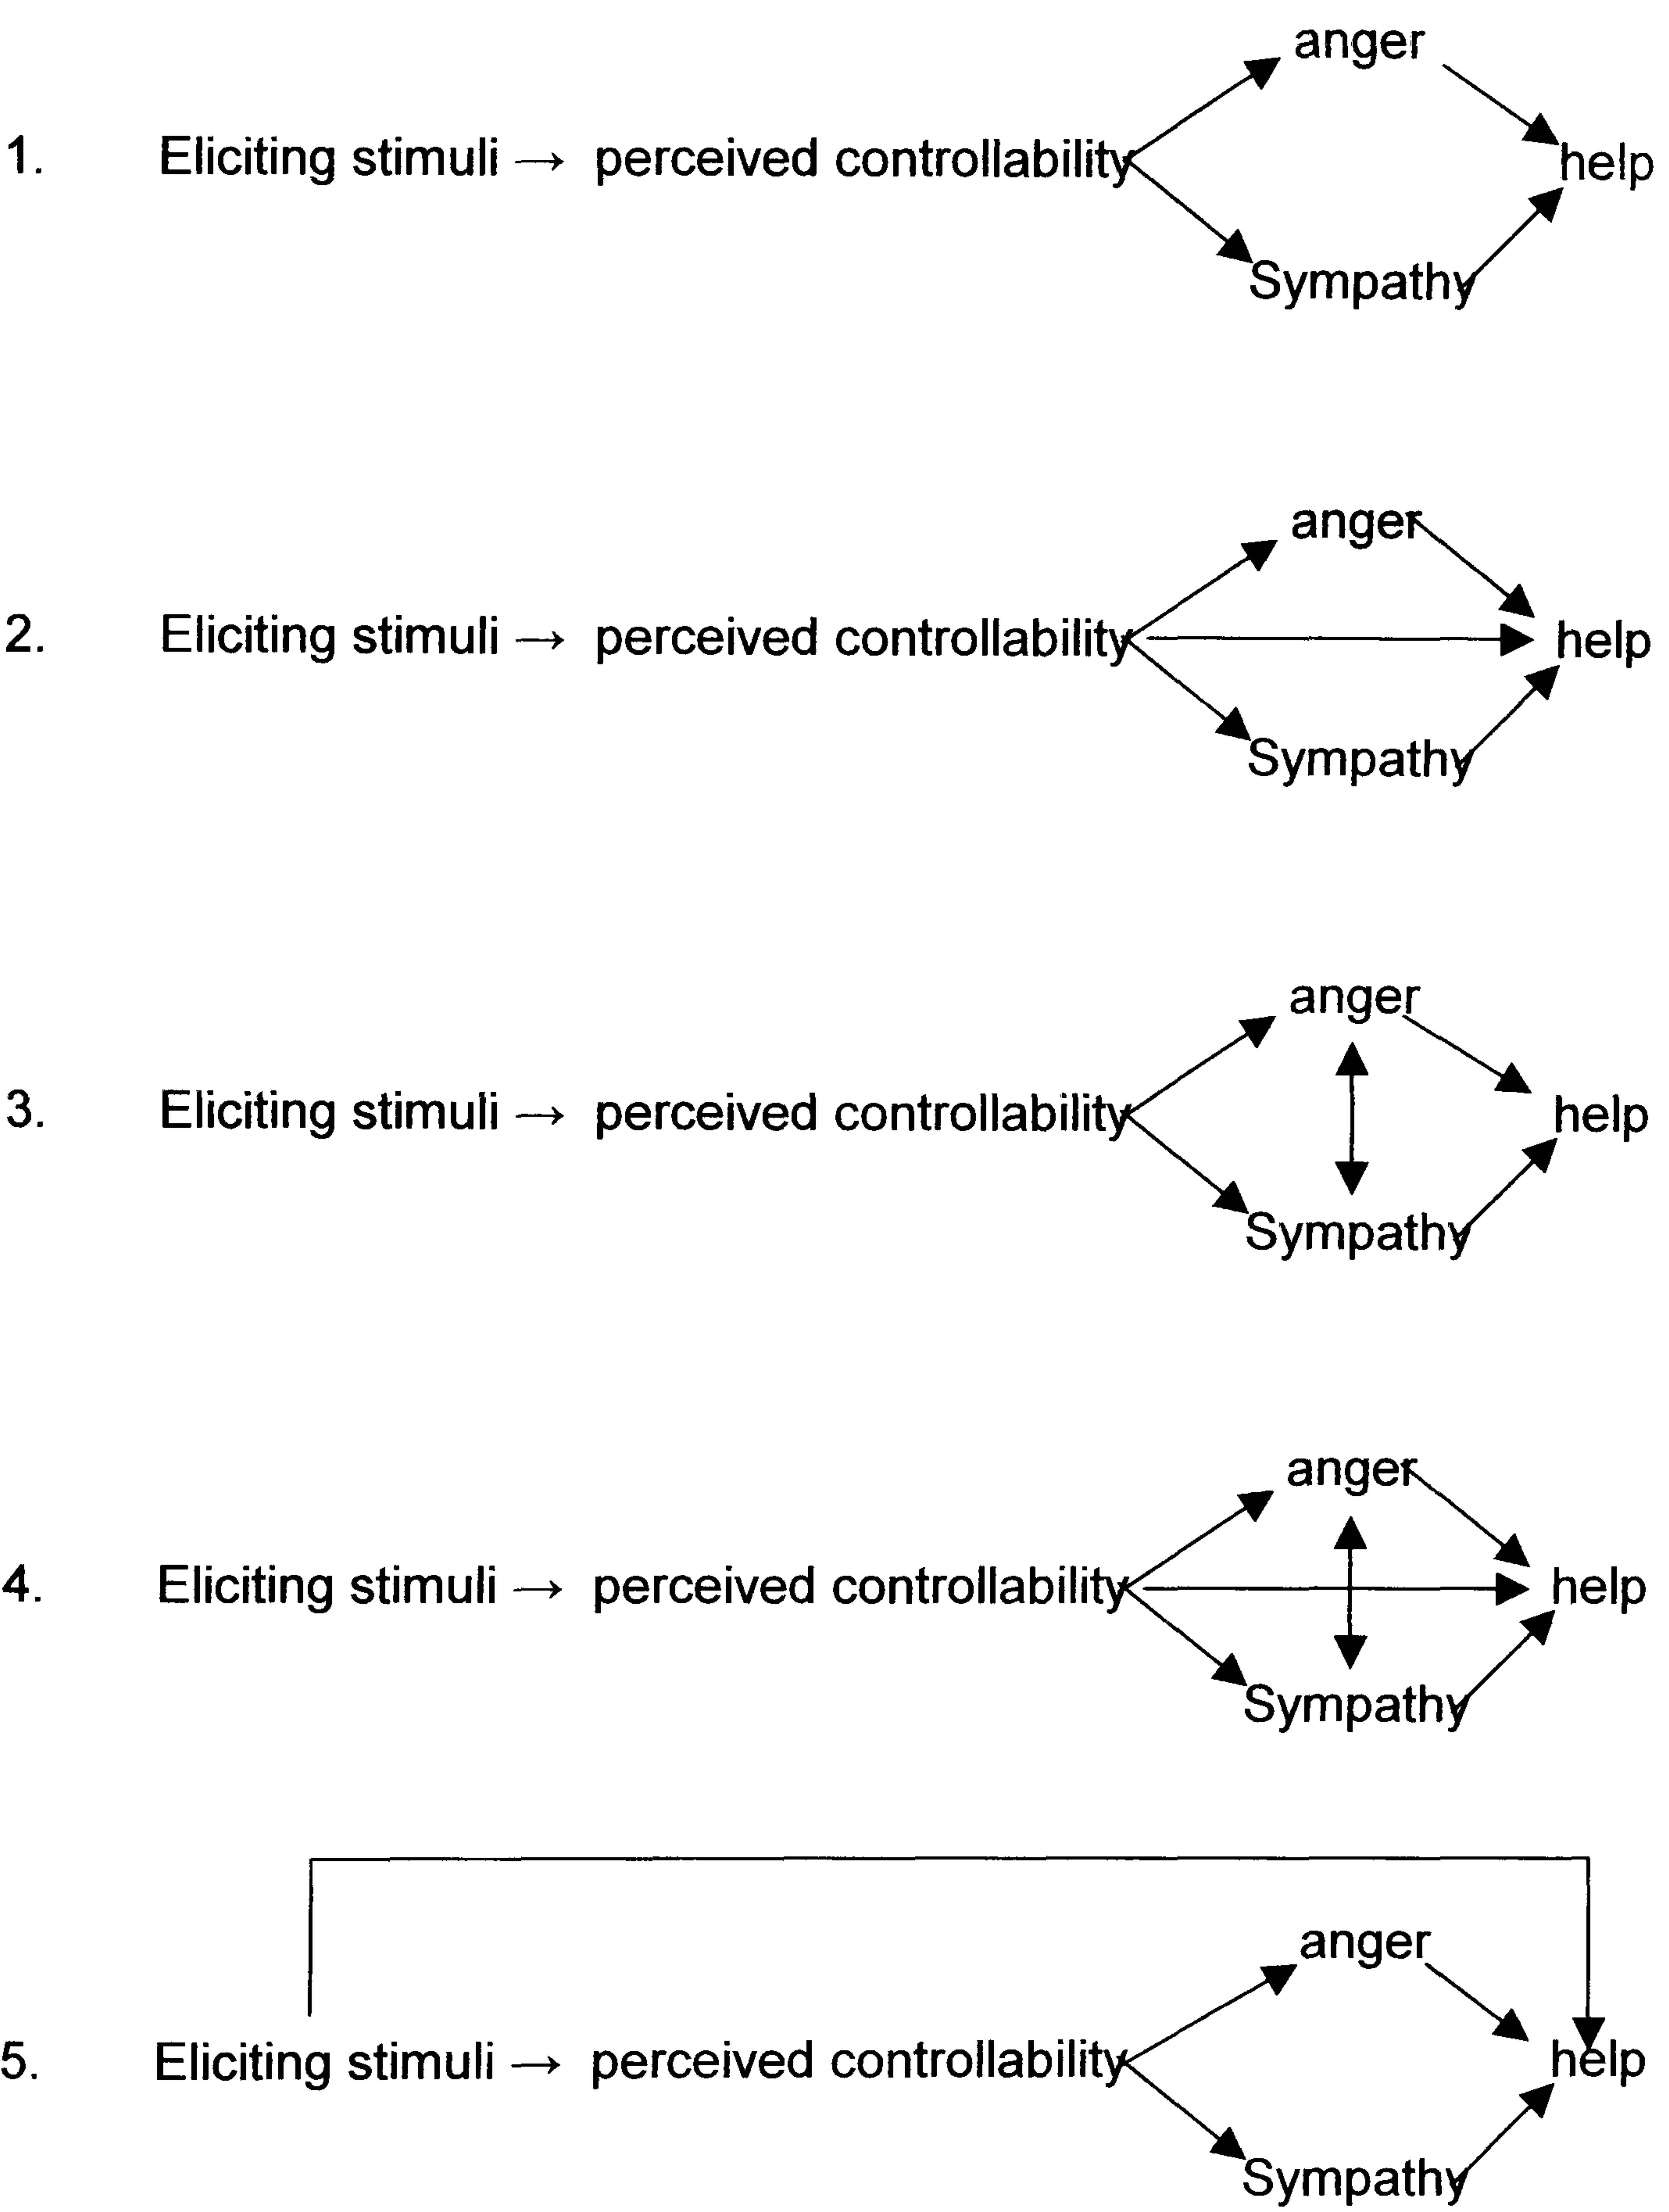 anger
1. Eliciting stimuli → perceived controllability help
Sympathy
anger
2. Eliciting stimuli → perceived controllability help
Sympathy
anger
3. Eliciting stimuli → perceived controllability help
Sympathy
anger
4. Eliciting stimuli → perceived controllability help
Sympathy
anger
5. Eliciting stimuli → perceived controllability help
Sympathy